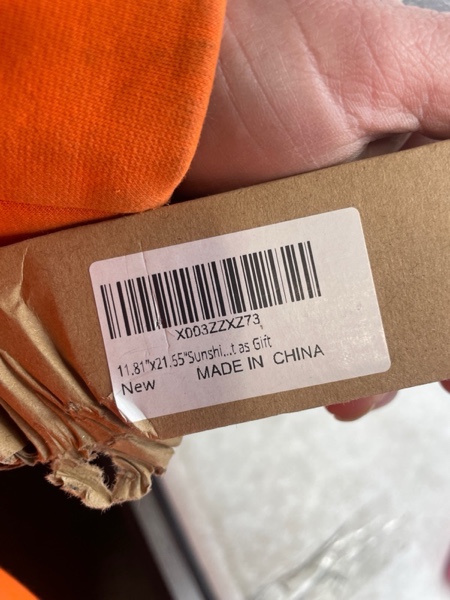 X003ZZXZ73
11.81"x21.65"Sunshi...t as Gift
New
MADE IN CHINA